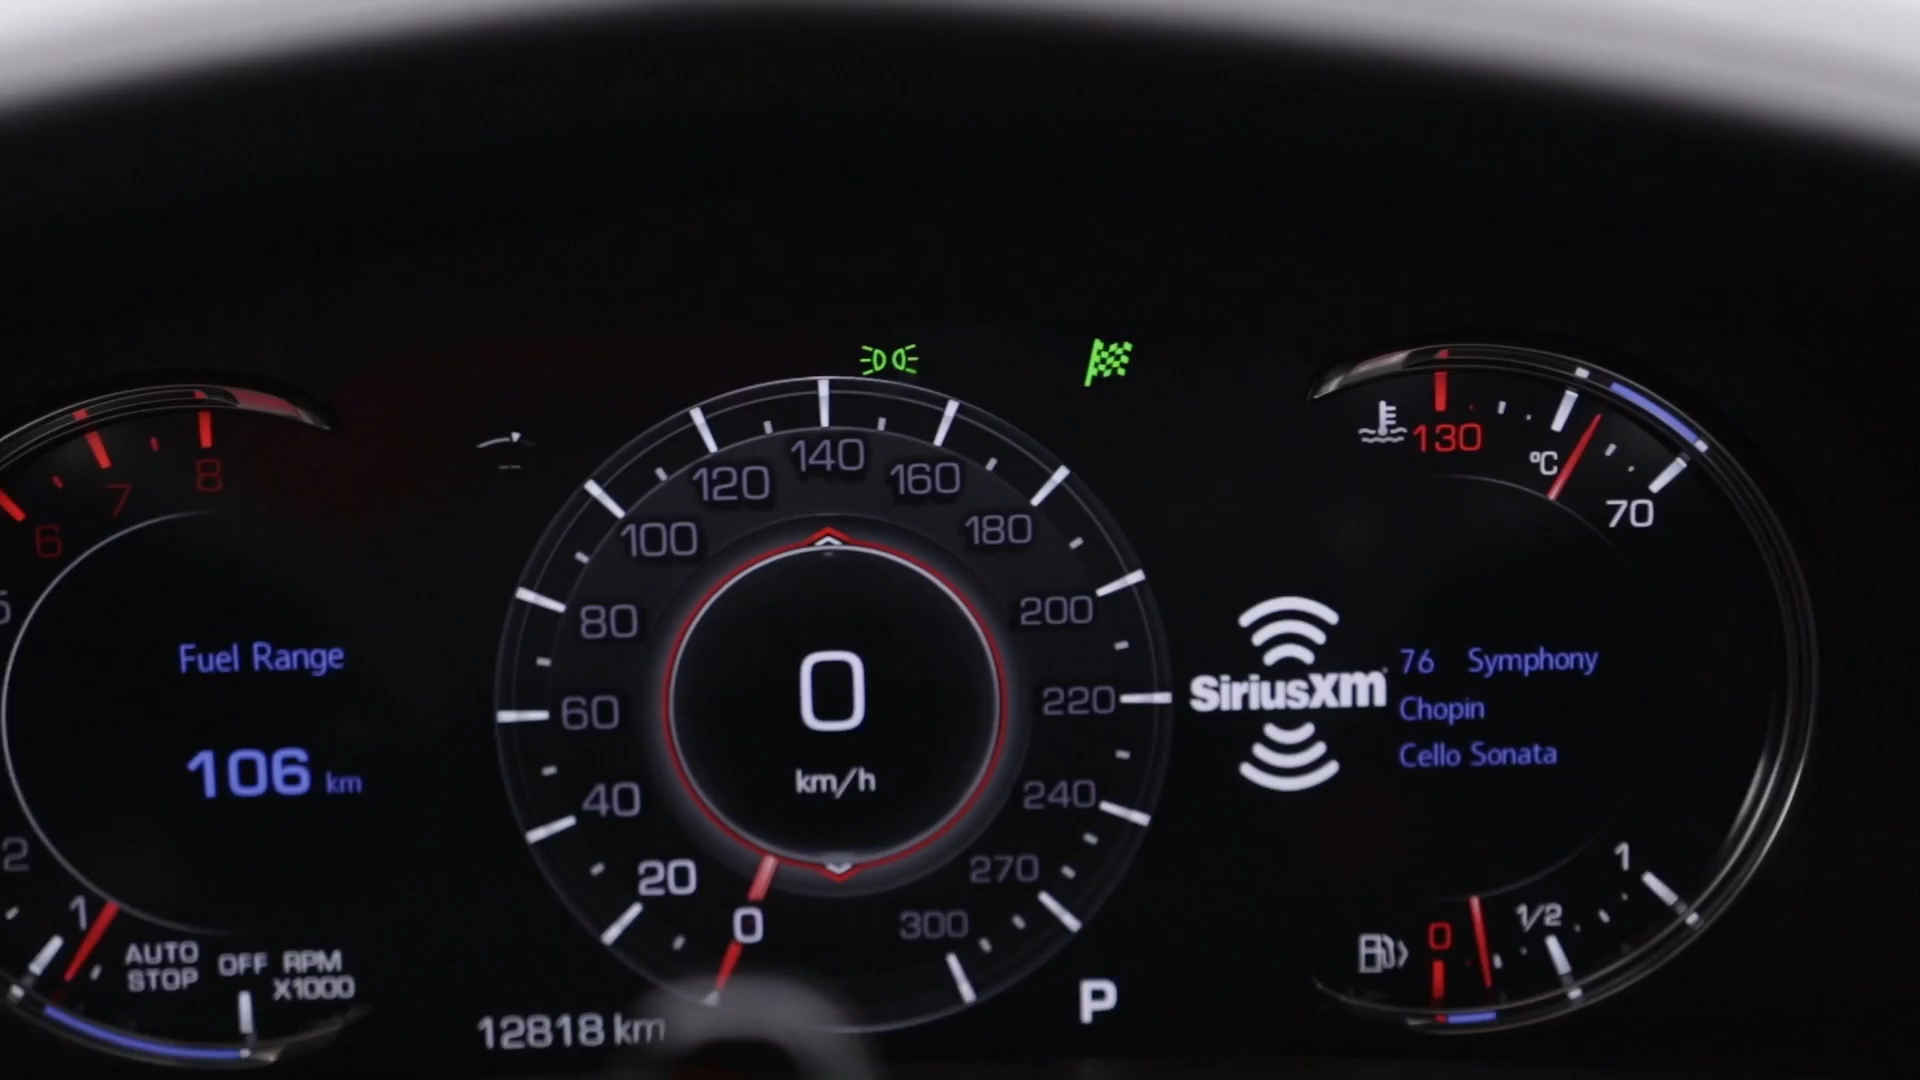 6
7
8
5
2
1
AUTO STOP
OFF
RPM X1000
Fuel Range
106 km
0
20
40
60
80
100
120
140
160
180
200
220
240
270
300
0
km/h
12818 km
P
SiriusXM
76 Symphony
Chopin
Cello Sonata
130
°C
70
0
1/2
1